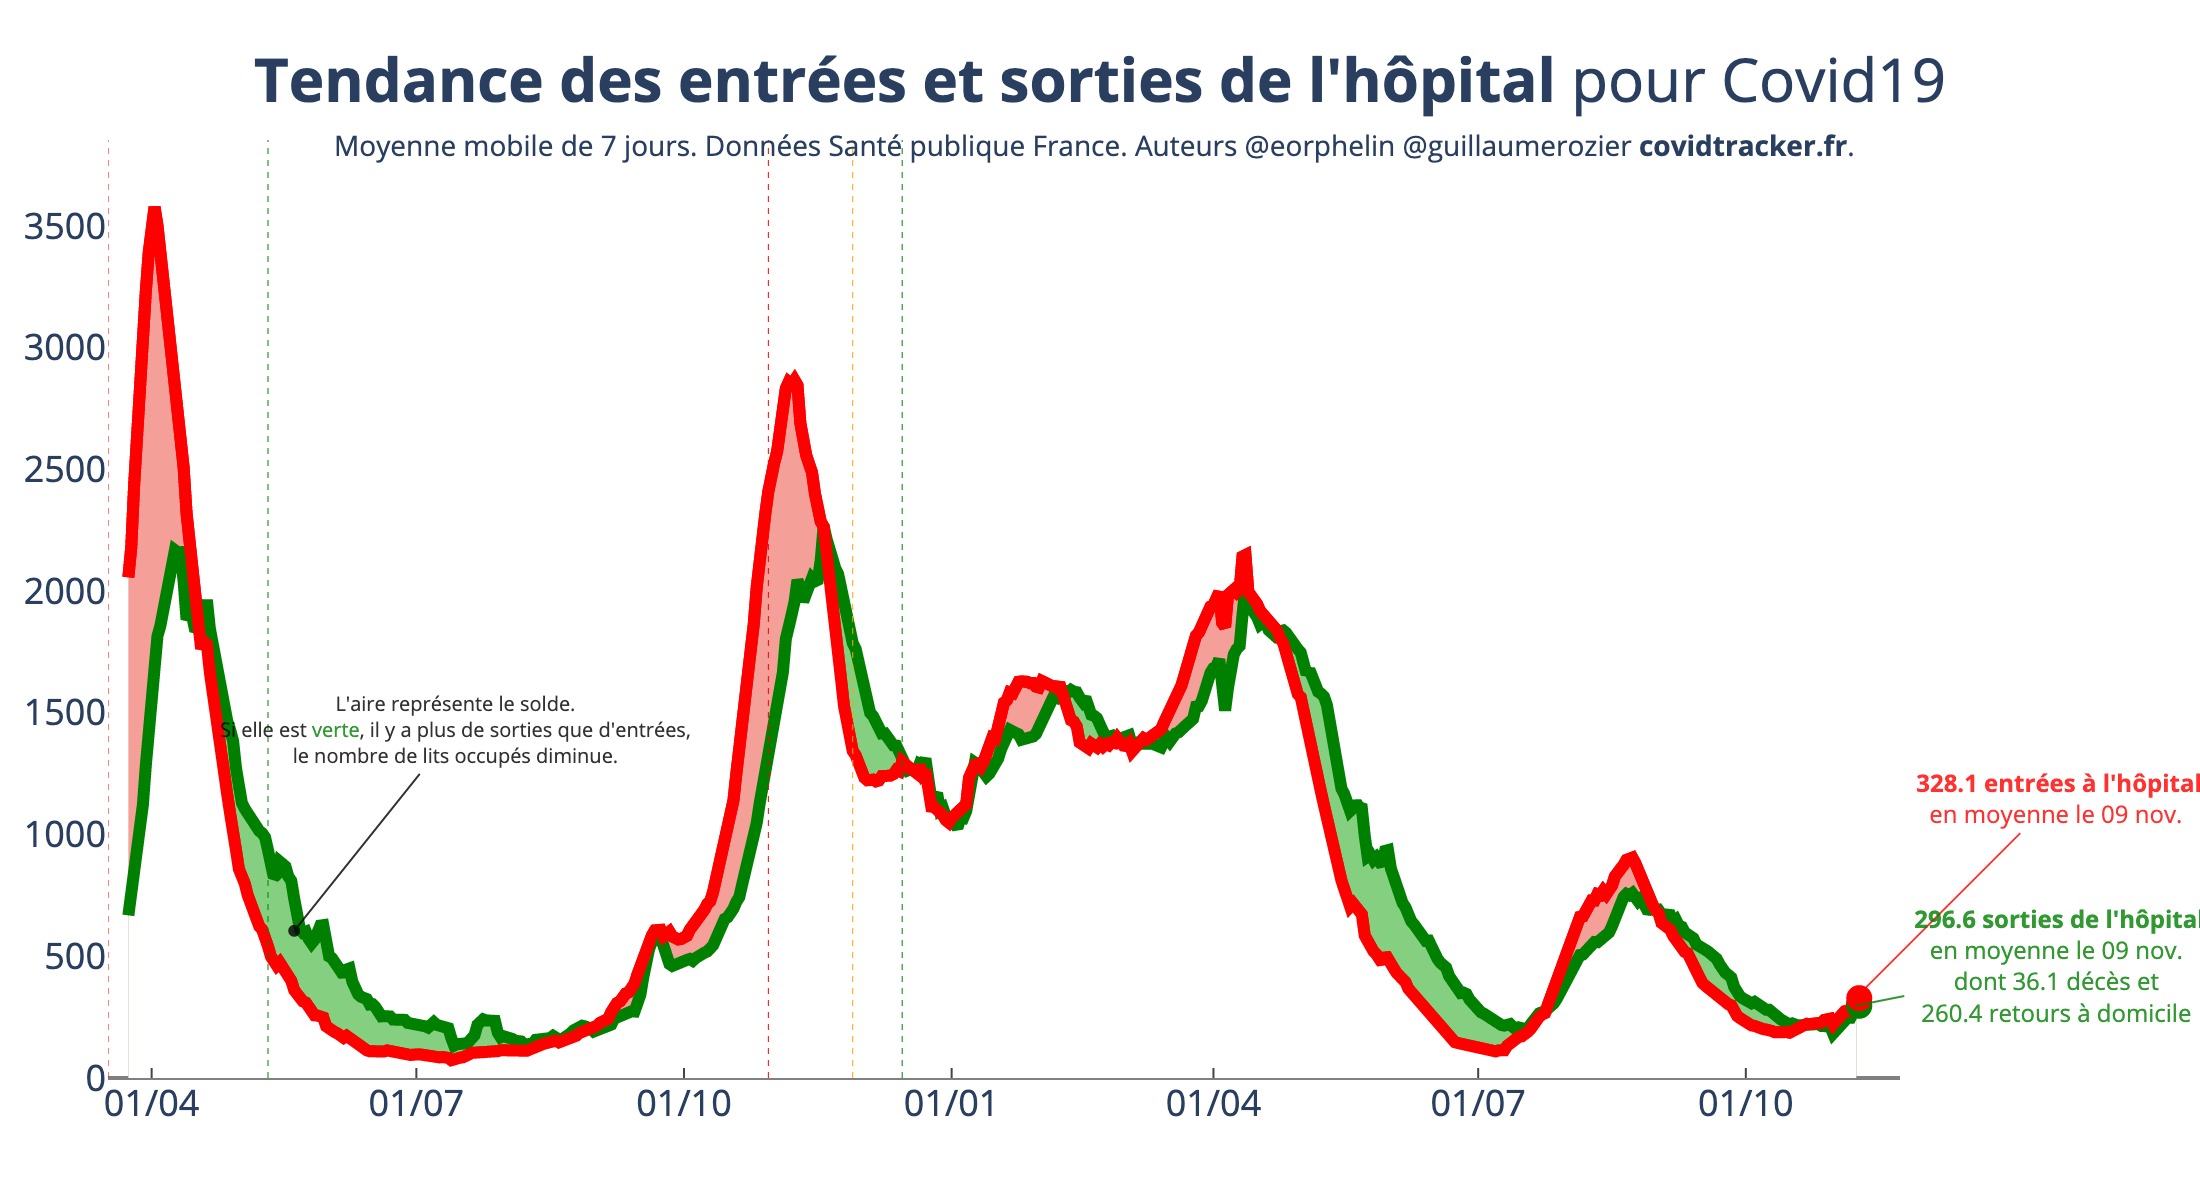 Tendance des entrées et sorties de l'hôpital pour Covid19
Moyenne mobile de 7 jours. Données Santé publique France. Auteurs @eorphelin @guillaumerozier covidtracker.fr.
3500
3000
2500
2000
1500
1000
500
0
L'aire représente le solde.
Si elle est verte, il y a plus de sorties que d'entrées,
le nombre de lits occupés diminue.
328.1 entrées à l'hôpital
en moyenne le 09 nov.
296.6 sorties de l'hôpital
en moyenne le 09 nov.
dont 36.1 décès et
260.4 retours à domicile
01/04
01/07
01/10
01/01
01/04
01/07
01/10